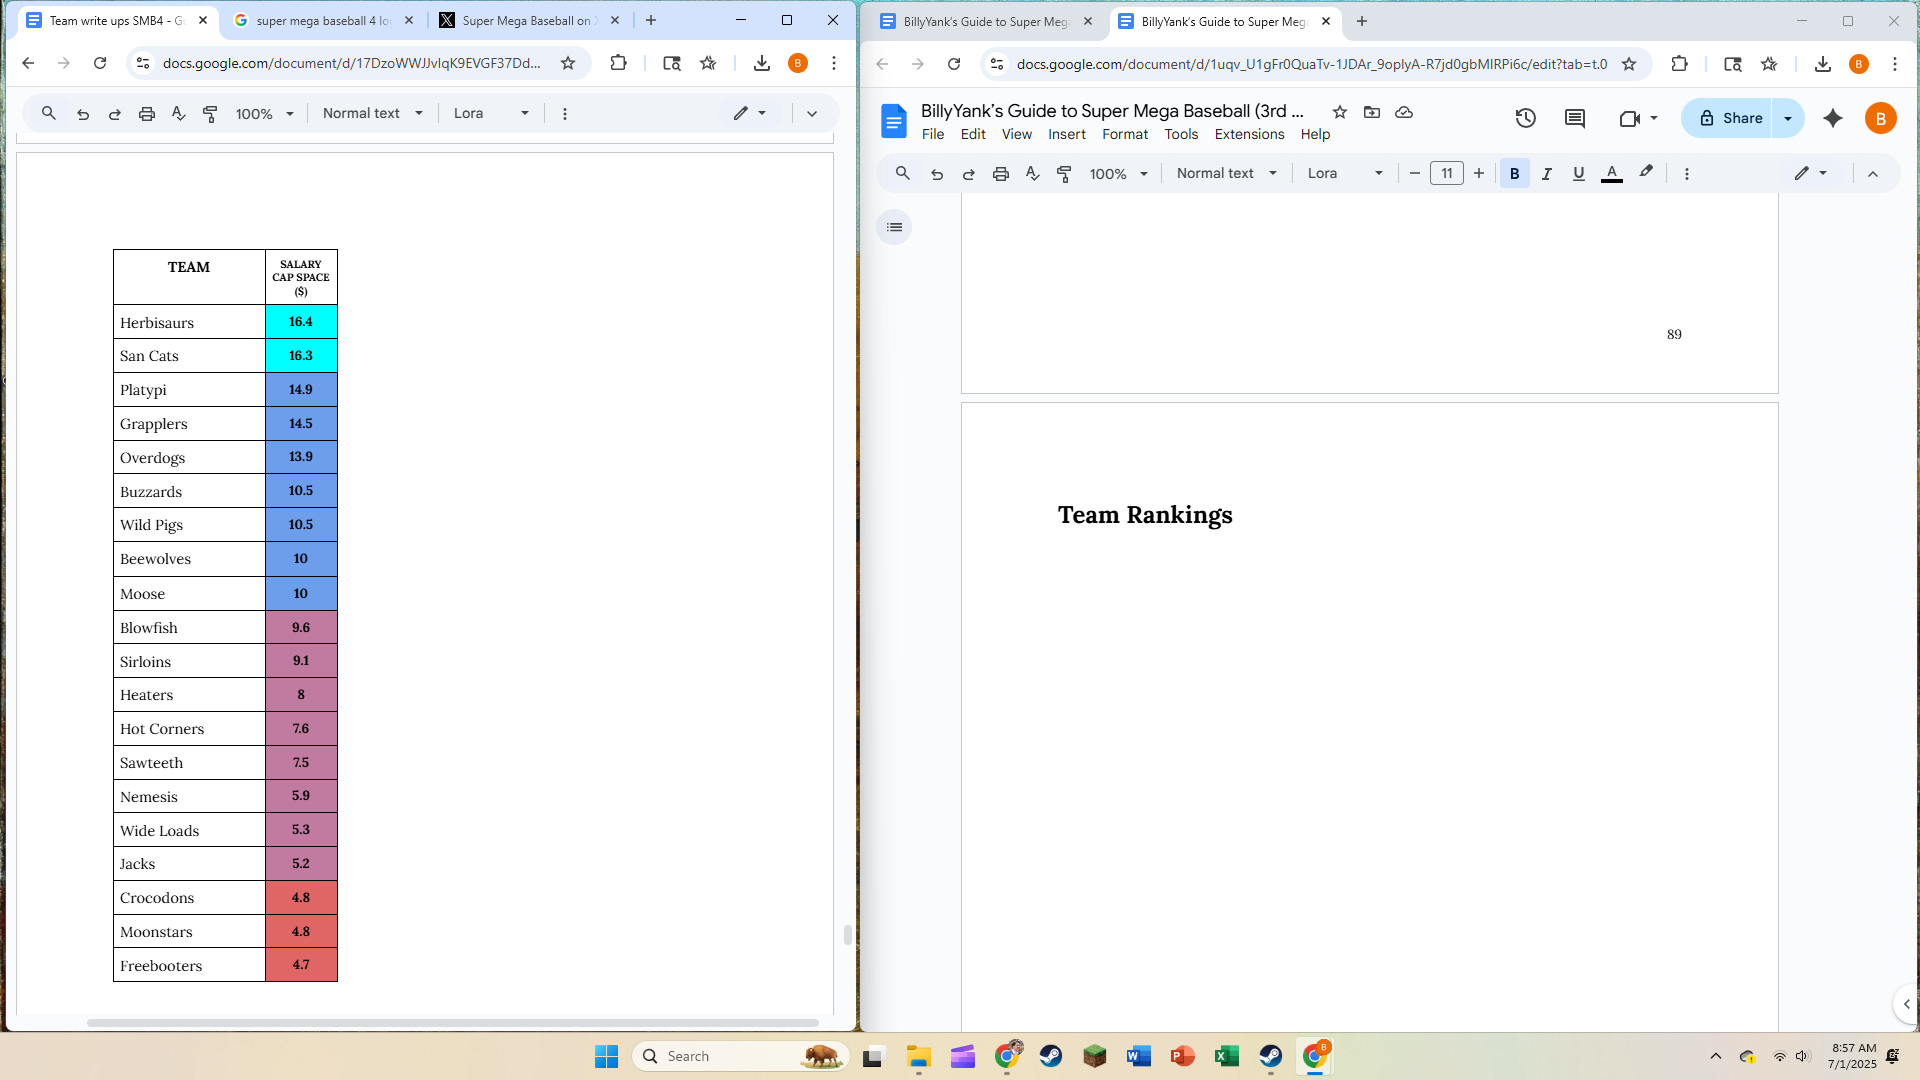 Team write ups SMB4 - Go
super mega baseball 4 lo
Super Mega Baseball on X
docs.google.com/document/d/17DzoWWJJvlqK9EVGF37Dd...
B
100%
Normal text
Lora
TEAM
SALARY
CAP SPACE
($)
Herbisaurs 16.4
San Cats 16.3
Platypi 14.9
Grapplers 14.5
Overdogs 13.9
Buzzards 10.5
Wild Pigs 10.5
Beewolves 10
Moose 10
Blowfish 9.6
Sirloins 9.1
Heaters 8
Hot Corners 7.6
Sawteeth 7.5
Nemesis 5.9
Wide Loads 5.3
Jacks 5.2
Crocodons 4.8
Moonstars 4.8
Freebooters 4.7
BillyYank's Guide to Super Meg
BillyYank's Guide to Super Meg
docs.google.com/document/d/1uqv_U1gFr0QuaTv-1JDAr_9oplyA-R7jd0gbMIRPi6c/edit?tab=t.0
B
BillyYank's Guide to Super Mega Baseball (3rd ...
File Edit View Insert Format Tools Extensions Help
Share
B
100%
Normal text
Lora
11
B I U A
89
Team Rankings
Search
B
8:57 AM
7/1/2025